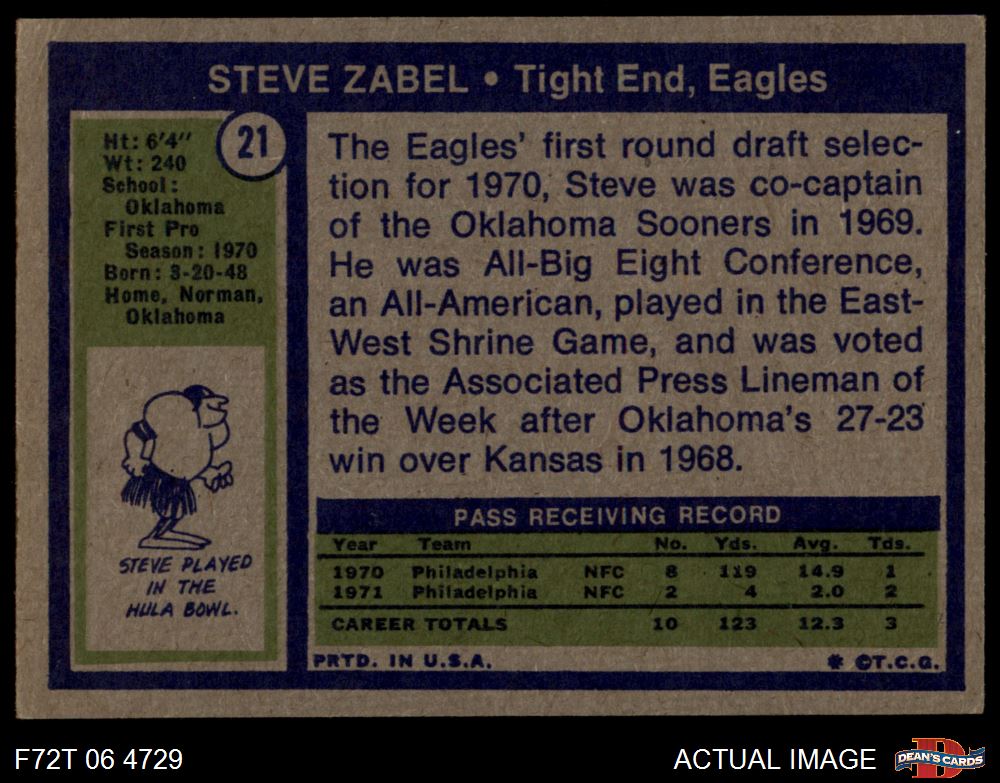 STEVE ZABEL • Tight End, Eagles
21
Ht: 6'4"
Wt: 240
School:
Oklahoma
First Pro
Season: 1970
Born: 3-20-48
Home, Norman,
Oklahoma
STEVE PLAYED
IN THE
HULA BOWL.
The Eagles' first round draft selec-
tion for 1970, Steve was co-captain
of the Oklahoma Sooners in 1969.
He was All-Big Eight Conference,
an All-American, played in the East-
West Shrine Game, and was voted
as the Associated Press Lineman of
the Week after Oklahoma's 27-23
win over Kansas in 1968.
PASS RECEIVING RECORD
Year Team No. Yds. Avg. Tds.
1970 Philadelphia NFC 8 119 14.9 1
1971 Philadelphia NFC 2 4 2.0 2
CAREER TOTALS 10 123 12.3 3
PRTD. IN U.S.A. * ©T.C.G.
F72T 06 4729 ACTUAL IMAGE D DEAN'S CARDS